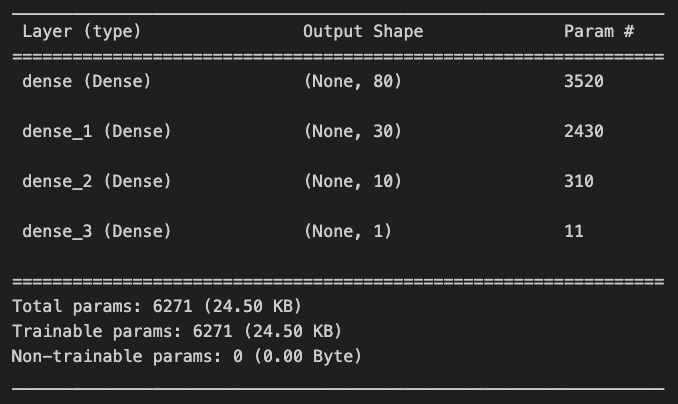 Layer (type) Output Shape Param #
=================================================================
dense (Dense) (None, 80) 3520
dense_1 (Dense) (None, 30) 2430
dense_2 (Dense) (None, 10) 310
dense_3 (Dense) (None, 1) 11
=================================================================
Total params: 6271 (24.50 KB)
Trainable params: 6271 (24.50 KB)
Non-trainable params: 0 (0.00 Byte)